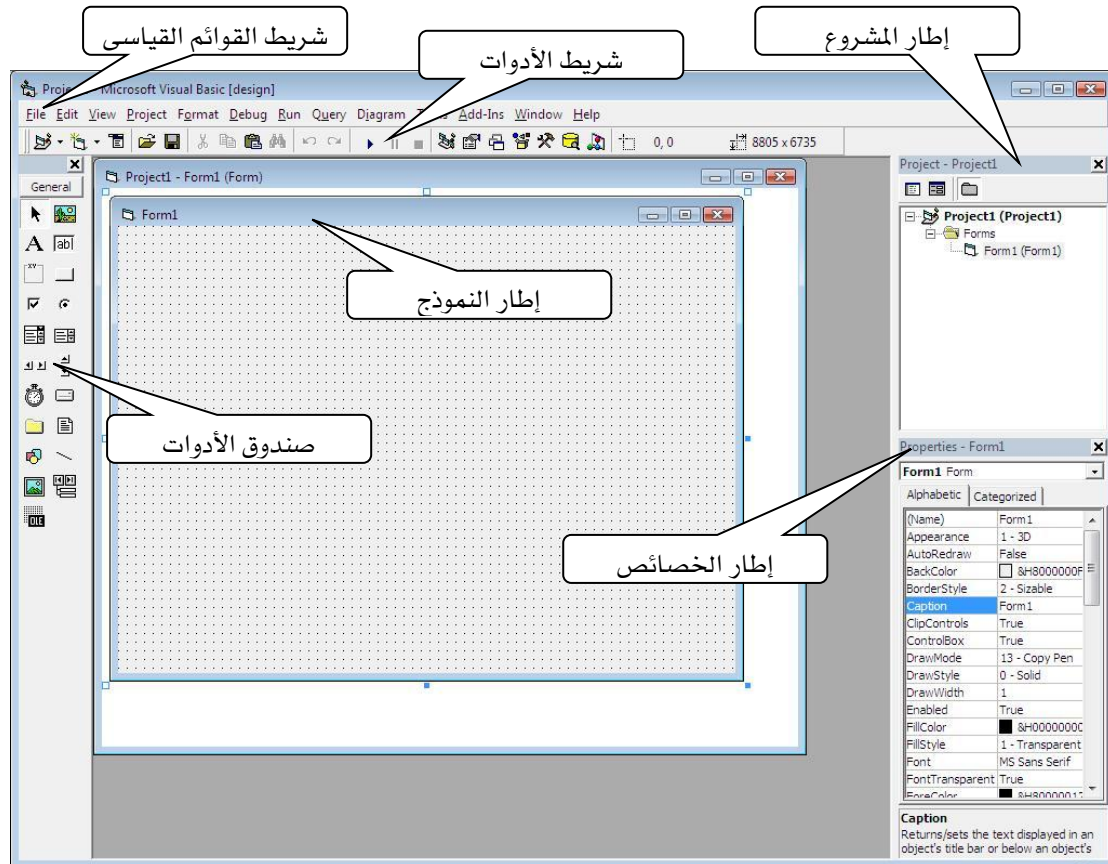 شريط القوائم القياسى
شريط الأدوات
إطار المشروع
Microsoft Visual Basic [design]
File Edit View Project Format Debug Run Query Diagram Add-Ins Window Help
0, 0 8805 x 6735
General
Project1 - Form1 (Form)
Form1
إطار النموذج
صندوق الأدوات
إطار الخصائص
Project - Project1
Project1 (Project1)
Forms
Form1 (Form1)
Properties - Form1
Form1 Form
Alphabetic Categorized
(Name) Form1
Appearance 1 - 3D
AutoRedraw False
BackColor &H8000000F
BorderStyle 2 - Sizable
Caption Form1
ClipControls True
ControlBox True
DrawMode 13 - Copy Pen
DrawStyle 0 - Solid
DrawWidth 1
Enabled True
FillColor &H00000000
FillStyle 1 - Transparent
Font MS Sans Serif
FontTransparent True
ForeColor
Caption
Returns/sets the text displayed in an
object's title bar or below an object's